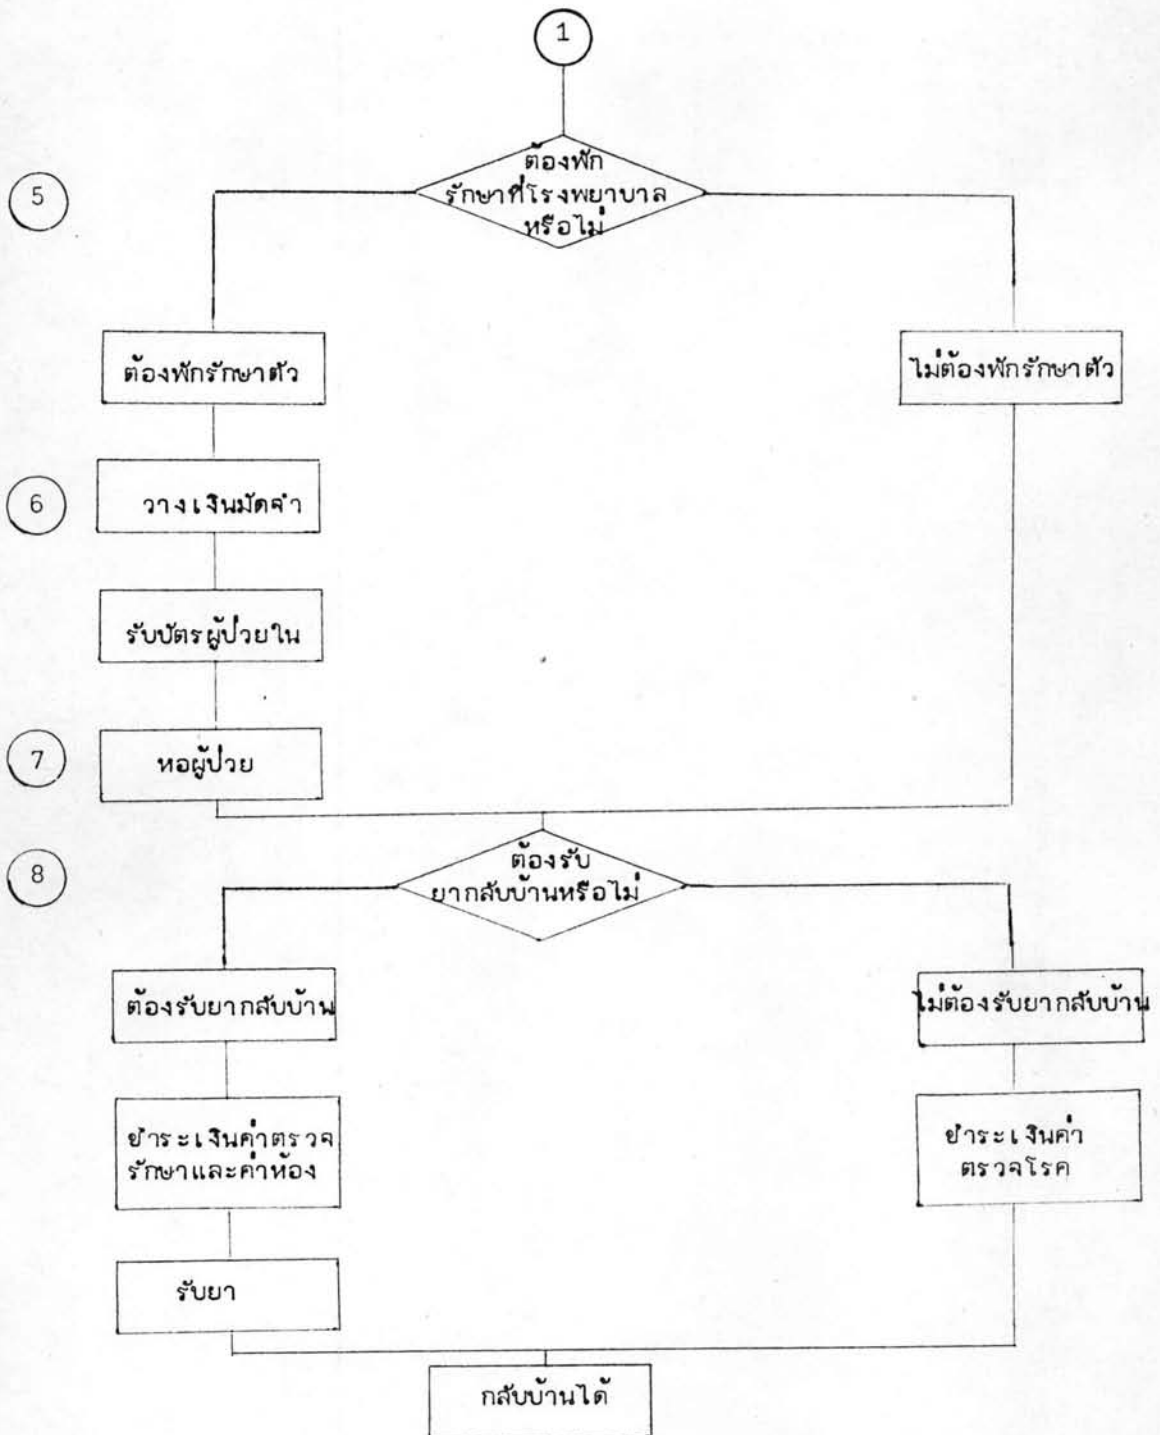 1
5
ต้องพัก
รักษาที่โรงพยาบาล
หรือไม่
ต้องพักรักษาตัว
ไม่ต้องพักรักษาตัว
6
วางเงินมัดจำ
รับบัตรผู้ป่วยใน
7
หอผู้ป่วย
8
ต้องรับ
ยากลับบ้านหรือไม่
ต้องรับยากลับบ้าน
ไม่ต้องรับยากลับบ้าน
ชำระเงินค่าตรวจ
รักษาและค่าห้อง
ชำระเงินค่า
ตรวจโรค
รับยา
กลับบ้านได้